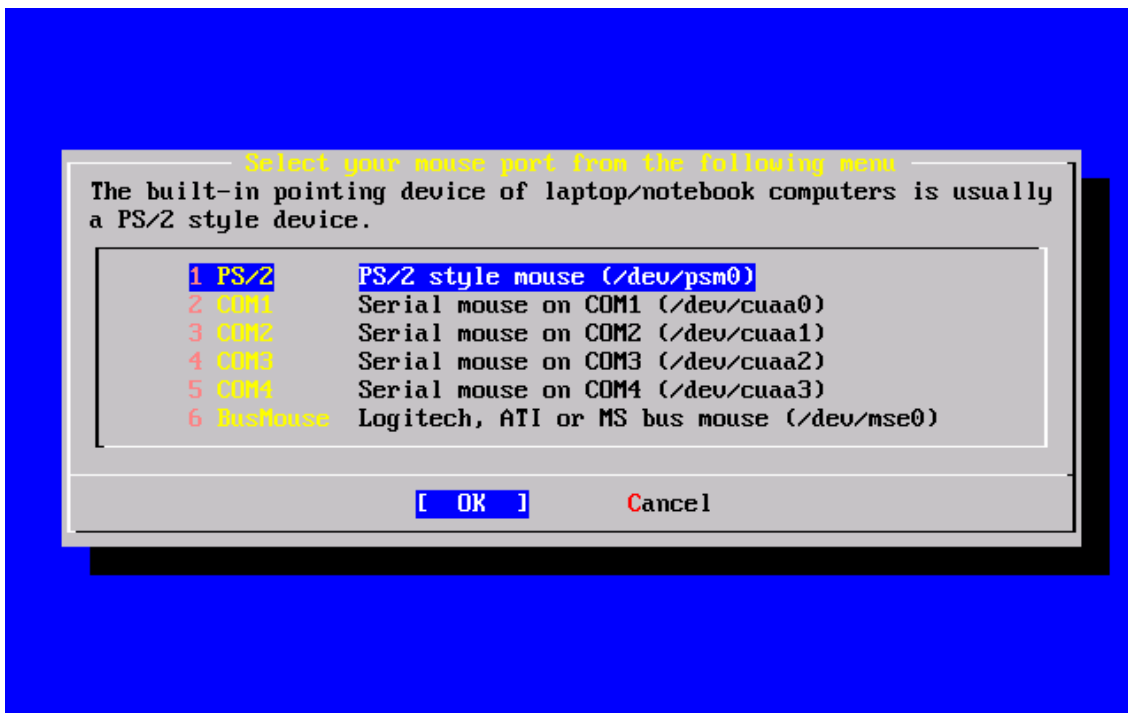 Select your mouse port from the following menu
The built-in pointing device of laptop/notebook computers is usually
a PS/2 style device.
1 PS/2 PS/2 style mouse (/dev/psm0)
2 COM1 Serial mouse on COM1 (/dev/cuaa0)
3 COM2 Serial mouse on COM2 (/dev/cuaa1)
4 COM3 Serial mouse on COM3 (/dev/cuaa2)
5 COM4 Serial mouse on COM4 (/dev/cuaa3)
6 BusMouse Logitech, ATI or MS bus mouse (/dev/mse0)
[ OK ] Cancel